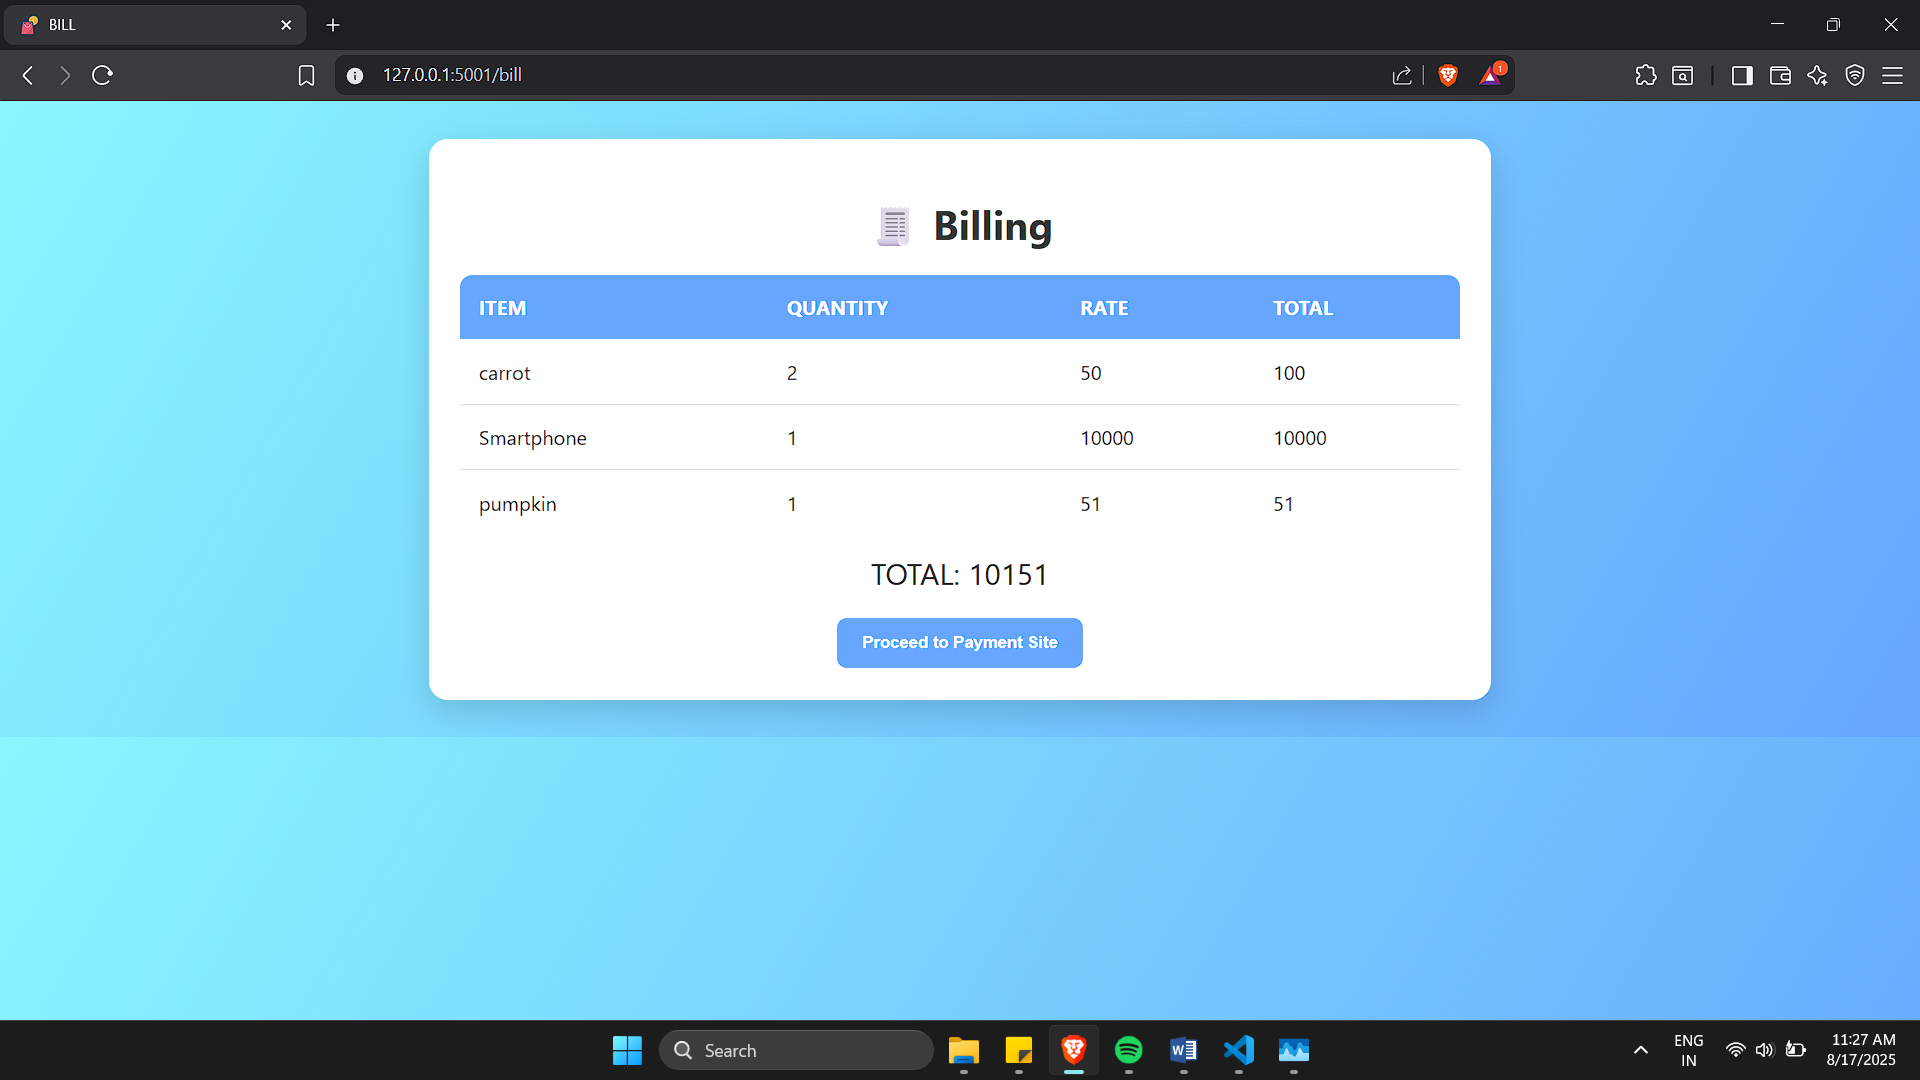 BILL
127.0.0.1:5001/bill
1
Billing
ITEM QUANTITY RATE TOTAL
carrot 2 50 100
Smartphone 1 10000 10000
pumpkin 1 51 51
TOTAL: 10151
Proceed to Payment Site
Search
W
ENG
IN
11:27 AM
8/17/2025